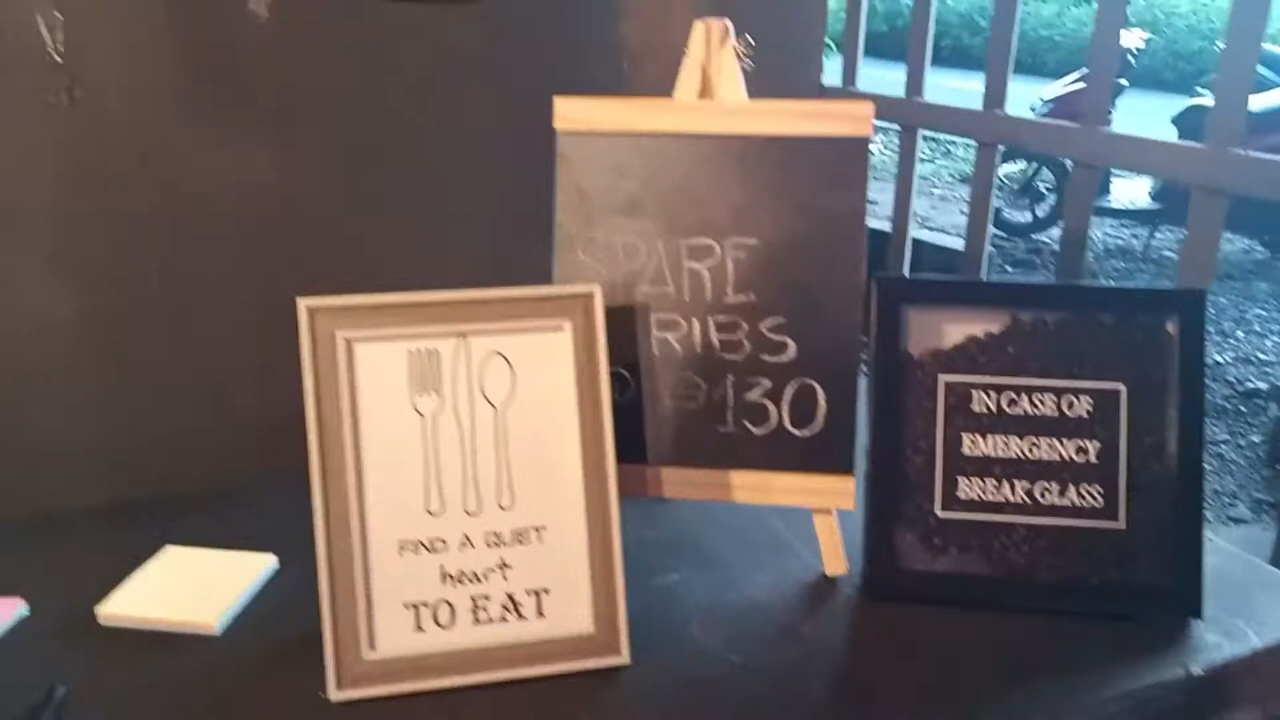 SPARE
RIBS
@130
FIND A QUIET
heart
TO EAT
IN CASE OF
EMERGENCY
BREAK GLASS